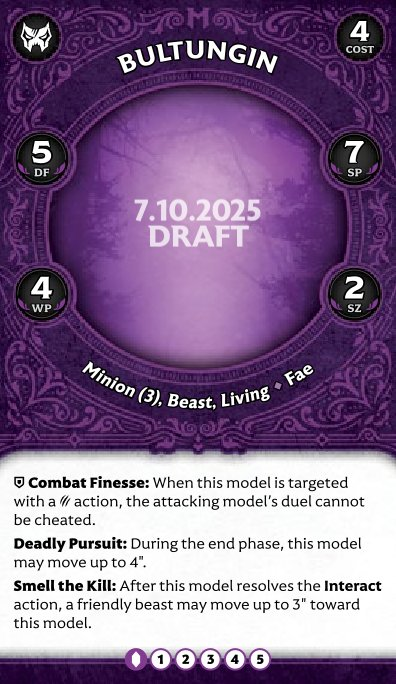 BULTUNGIN
4
COST
5
DF
7
SP
7.10.2025
DRAFT
4
WP
2
SZ
Minion (3), Beast, Living ♦ Fae
Combat Finesse: When this model is targeted
with a action, the attacking model's duel cannot
be cheated.
Deadly Pursuit: During the end phase, this model
may move up to 4".
Smell the Kill: After this model resolves the Interact
action, a friendly beast may move up to 3" toward
this model.
1 2 3 4 5